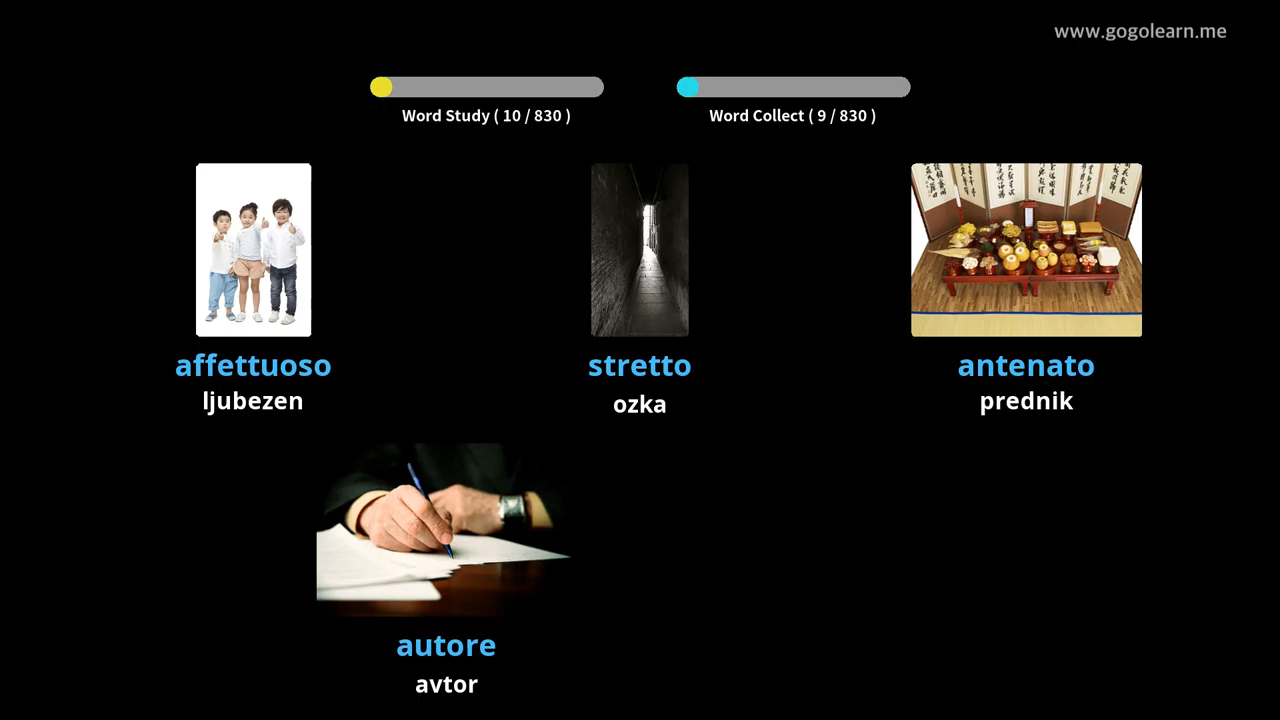 www.gogolearn.me
Word Study ( 10 / 830 )
Word Collect ( 9 / 830 )
affettuoso
ljubezen
stretto
ozka
antenato
prednik
autore
avtor